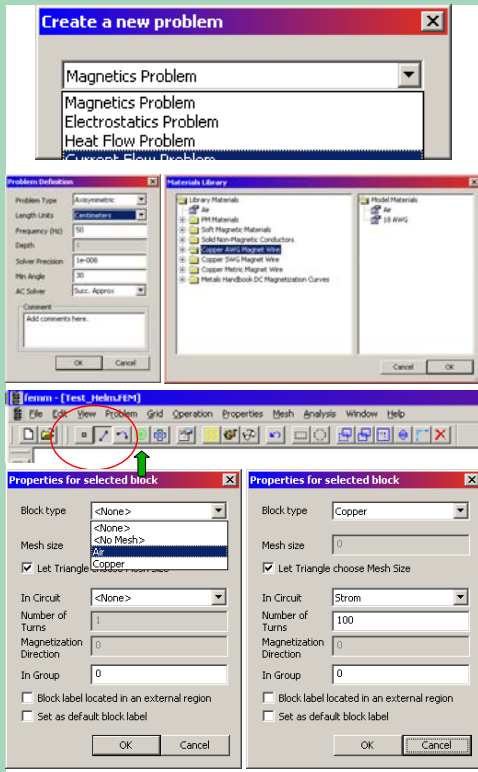 Create a new problem
Magnetics Problem
Magnetics Problem
Electrostatics Problem
Heat Flow Problem
Current Flow Problem
Problem Definition
Problem Type
Axisymmetric
Length Units
Centimeters
Frequency (Hz)
50
Depth
1
Solver Precision
1e-008
Min Angle
30
AC Solver
Succ. Approx
Comment
Add comments here.
OK
Cancel
Materials Library
Library Materials
Air
PM Materials
Soft Magnetic Materials
Solid Non-Magnetic Conductors
Copper AWG Magnet Wire
Copper SWG Magnet Wire
Copper Metric Magnet Wire
Metals Handbook DC Magnetization Curves
Model Materials
Air
18 AWG
Cancel
OK
femm - [Test_Helm.FEM]
File Edit View Problem Grid Operation Properties Mesh Analysis Window Help
Properties for selected block
Block type
<None>
<None>
<No Mesh>
Air
Copper
Mesh size
Let Triangle choose Mesh Size
In Circuit
<None>
Number of
Turns
1
Magnetization
Direction
0
In Group
0
Block label located in an external region
Set as default block label
OK
Cancel
Properties for selected block
Block type
Copper
Mesh size
0
Let Triangle choose Mesh Size
In Circuit
Strom
Number of
Turns
100
Magnetization
Direction
0
In Group
0
Block label located in an external region
Set as default block label
OK
Cancel